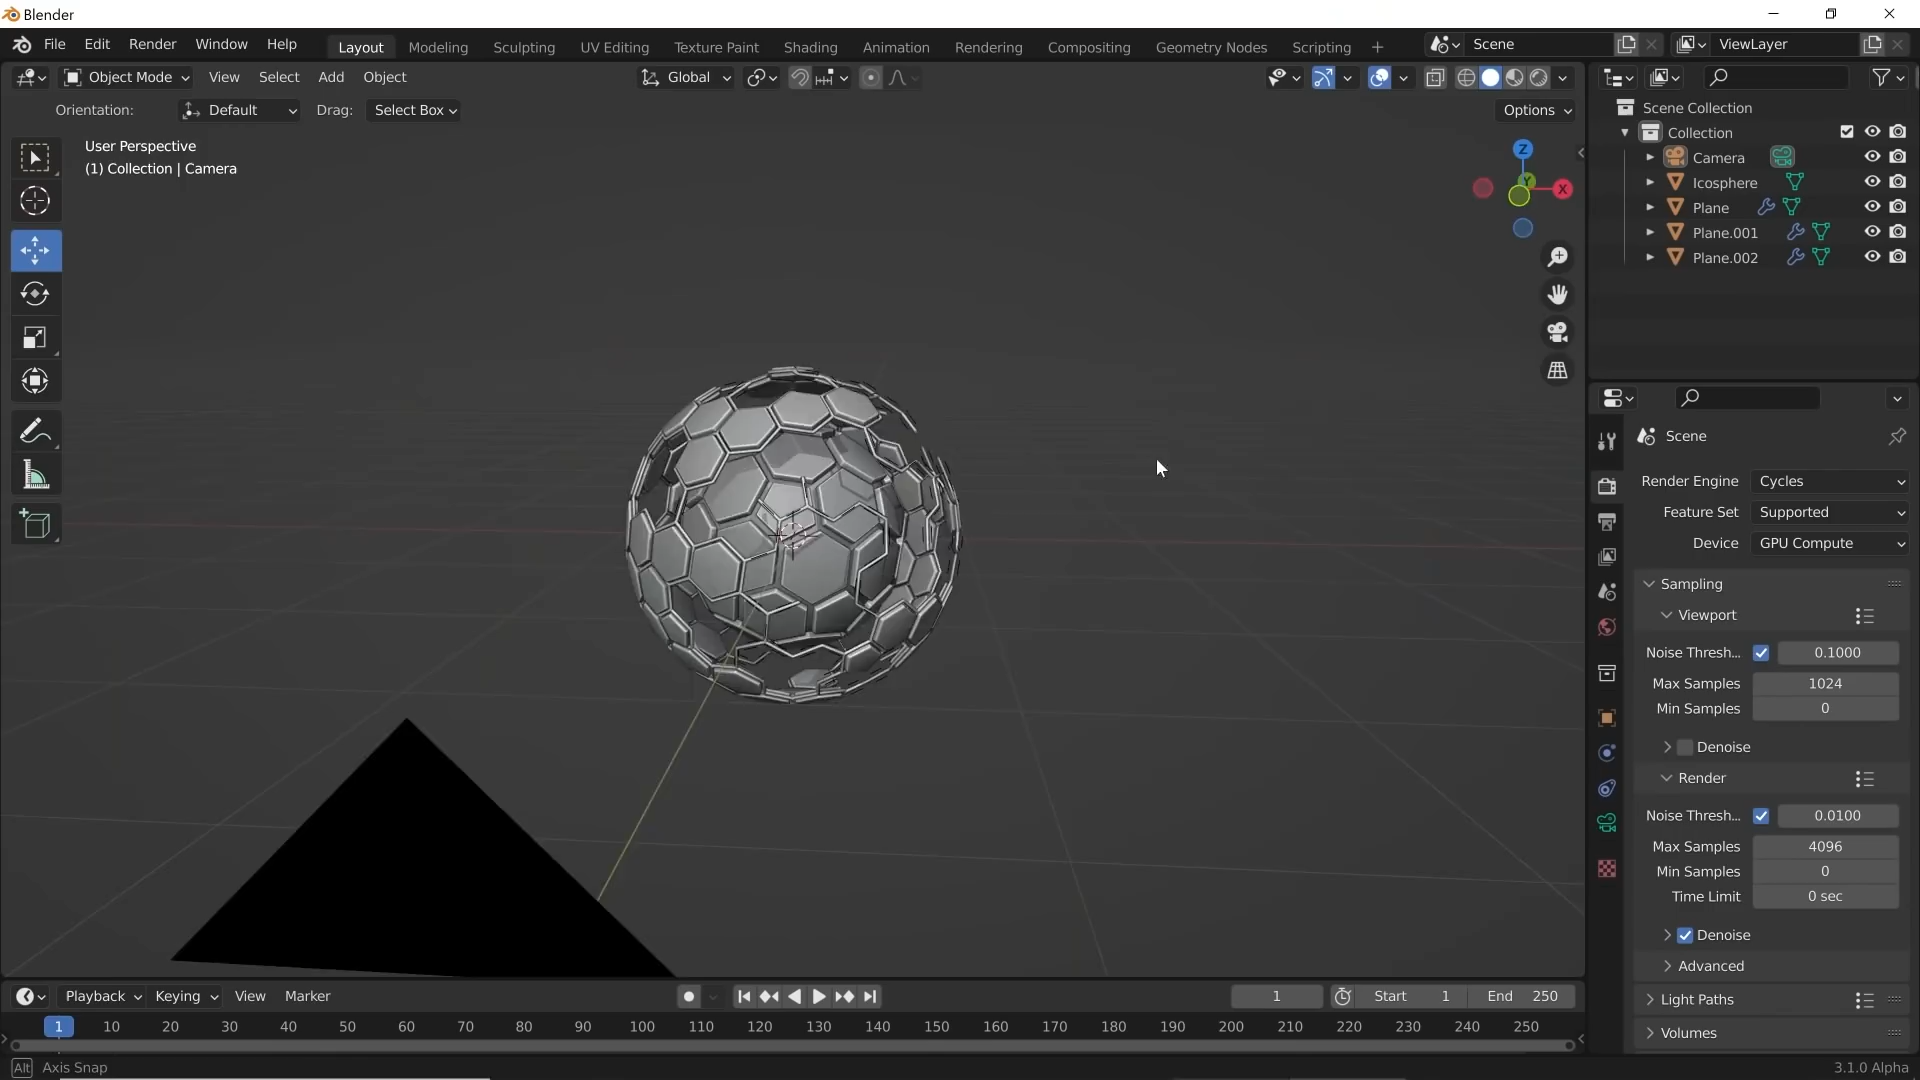 Blender
File Edit Render Window Help Layout Modeling Sculpting UV Editing Texture Paint Shading Animation Rendering Compositing Geometry Nodes Scripting + Scene ViewLayer
Object Mode View Select Add Object Global
Orientation: Default Drag: Select Box Options
User Perspective
(1) Collection | Camera
Z
Y
X
Scene Collection
Collection
Camera
Icosphere
Plane
Plane.001
Plane.002
Scene
Render Engine Cycles
Feature Set Supported
Device GPU Compute
Sampling
Viewport
Noise Thresh... 0.1000
Max Samples 1024
Min Samples 0
Denoise
Render
Noise Thresh... 0.0100
Max Samples 4096
Min Samples 0
Time Limit 0 sec
Denoise
Advanced
Light Paths
Volumes
Playback Keying View Marker 1 Start 1 End 250
1 10 20 30 40 50 60 70 80 90 100 110 120 130 140 150 160 170 180 190 200 210 220 230 240 250
Alt Axis Snap 3.1.0 Alpha